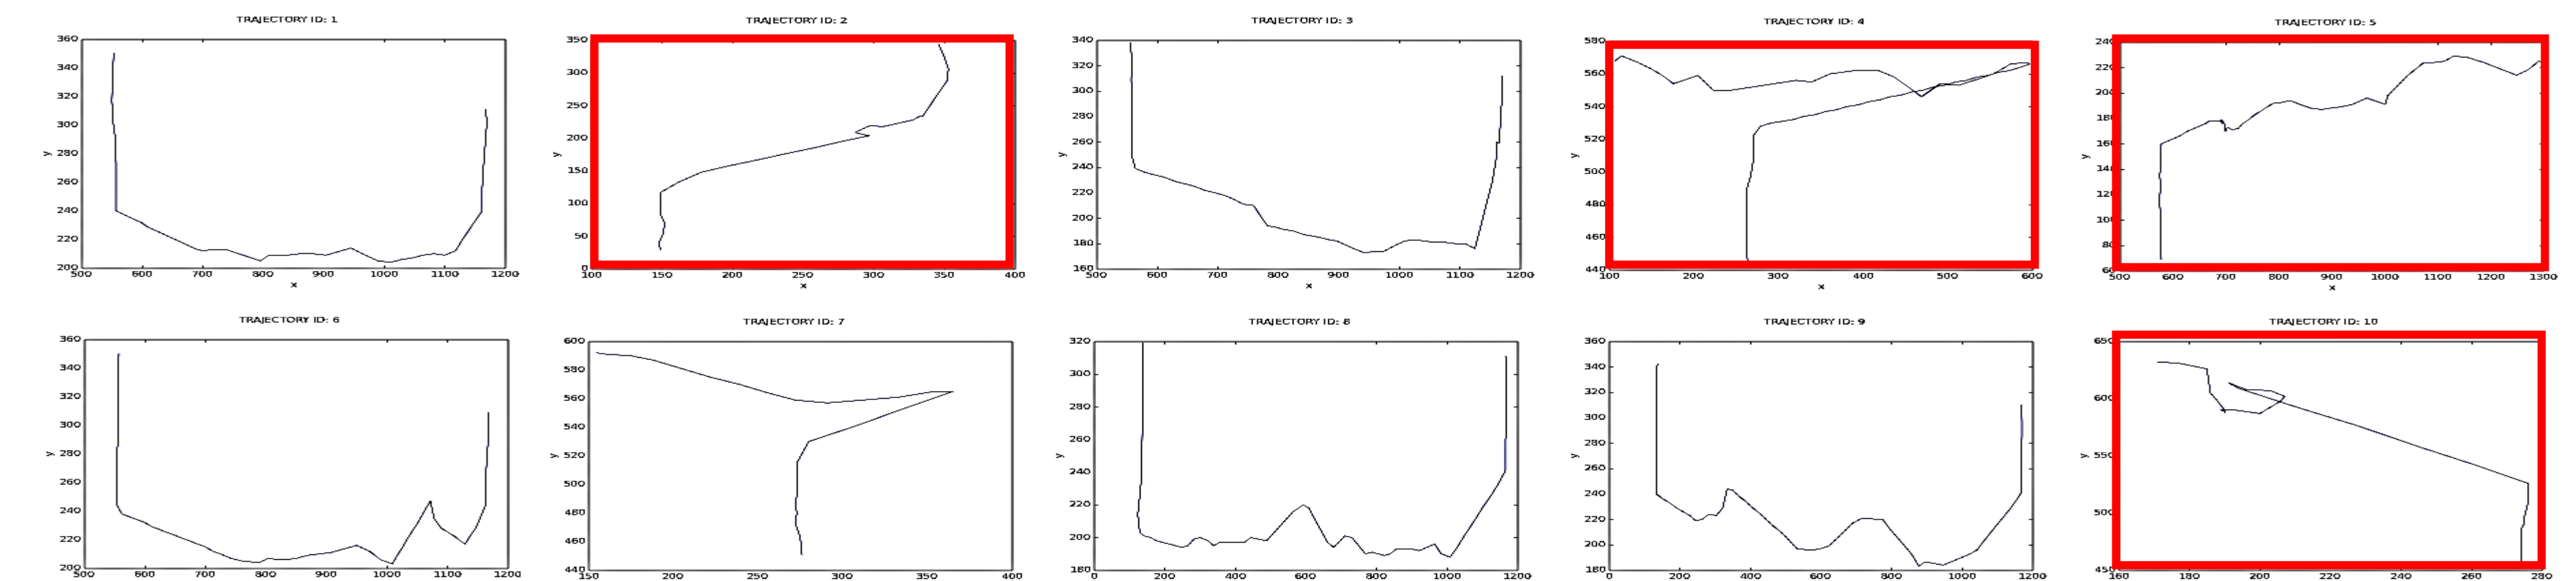 TRAJECTORY ID: 1
360
340
320
300
280
260
240
220
200
y
500 600 700 800 900 1000 1100 1200
x
TRAJECTORY ID: 2
350
300
250
200
150
100
50
0
y
100 150 200 250 300 350 400
x
TRAJECTORY ID: 3
340
320
300
280
260
240
220
200
180
160
y
500 600 700 800 900 1000 1100 1200
x
TRAJECTORY ID: 4
580
560
540
520
500
480
460
440
y
100 200 300 400 500 600
x
TRAJECTORY ID: 5
240
220
200
180
160
140
120
100
80
60
y
500 600 700 800 900 1000 1100 1200 1300
x
TRAJECTORY ID: 6
360
340
320
300
280
260
240
220
200
y
500 600 700 800 900 1000 1100 1200
TRAJECTORY ID: 7
600
580
560
540
520
500
480
460
440
150 200 250 300 350 400
TRAJECTORY ID: 8
320
300
280
260
240
220
200
180
y
0 200 400 600 800 1000 1200
TRAJECTORY ID: 9
360
340
320
300
280
260
240
220
200
180
y
0 200 400 600 800 1000 1200
TRAJECTORY ID: 10
650
600
550
500
450
y
160 180 200 220 240 260 280